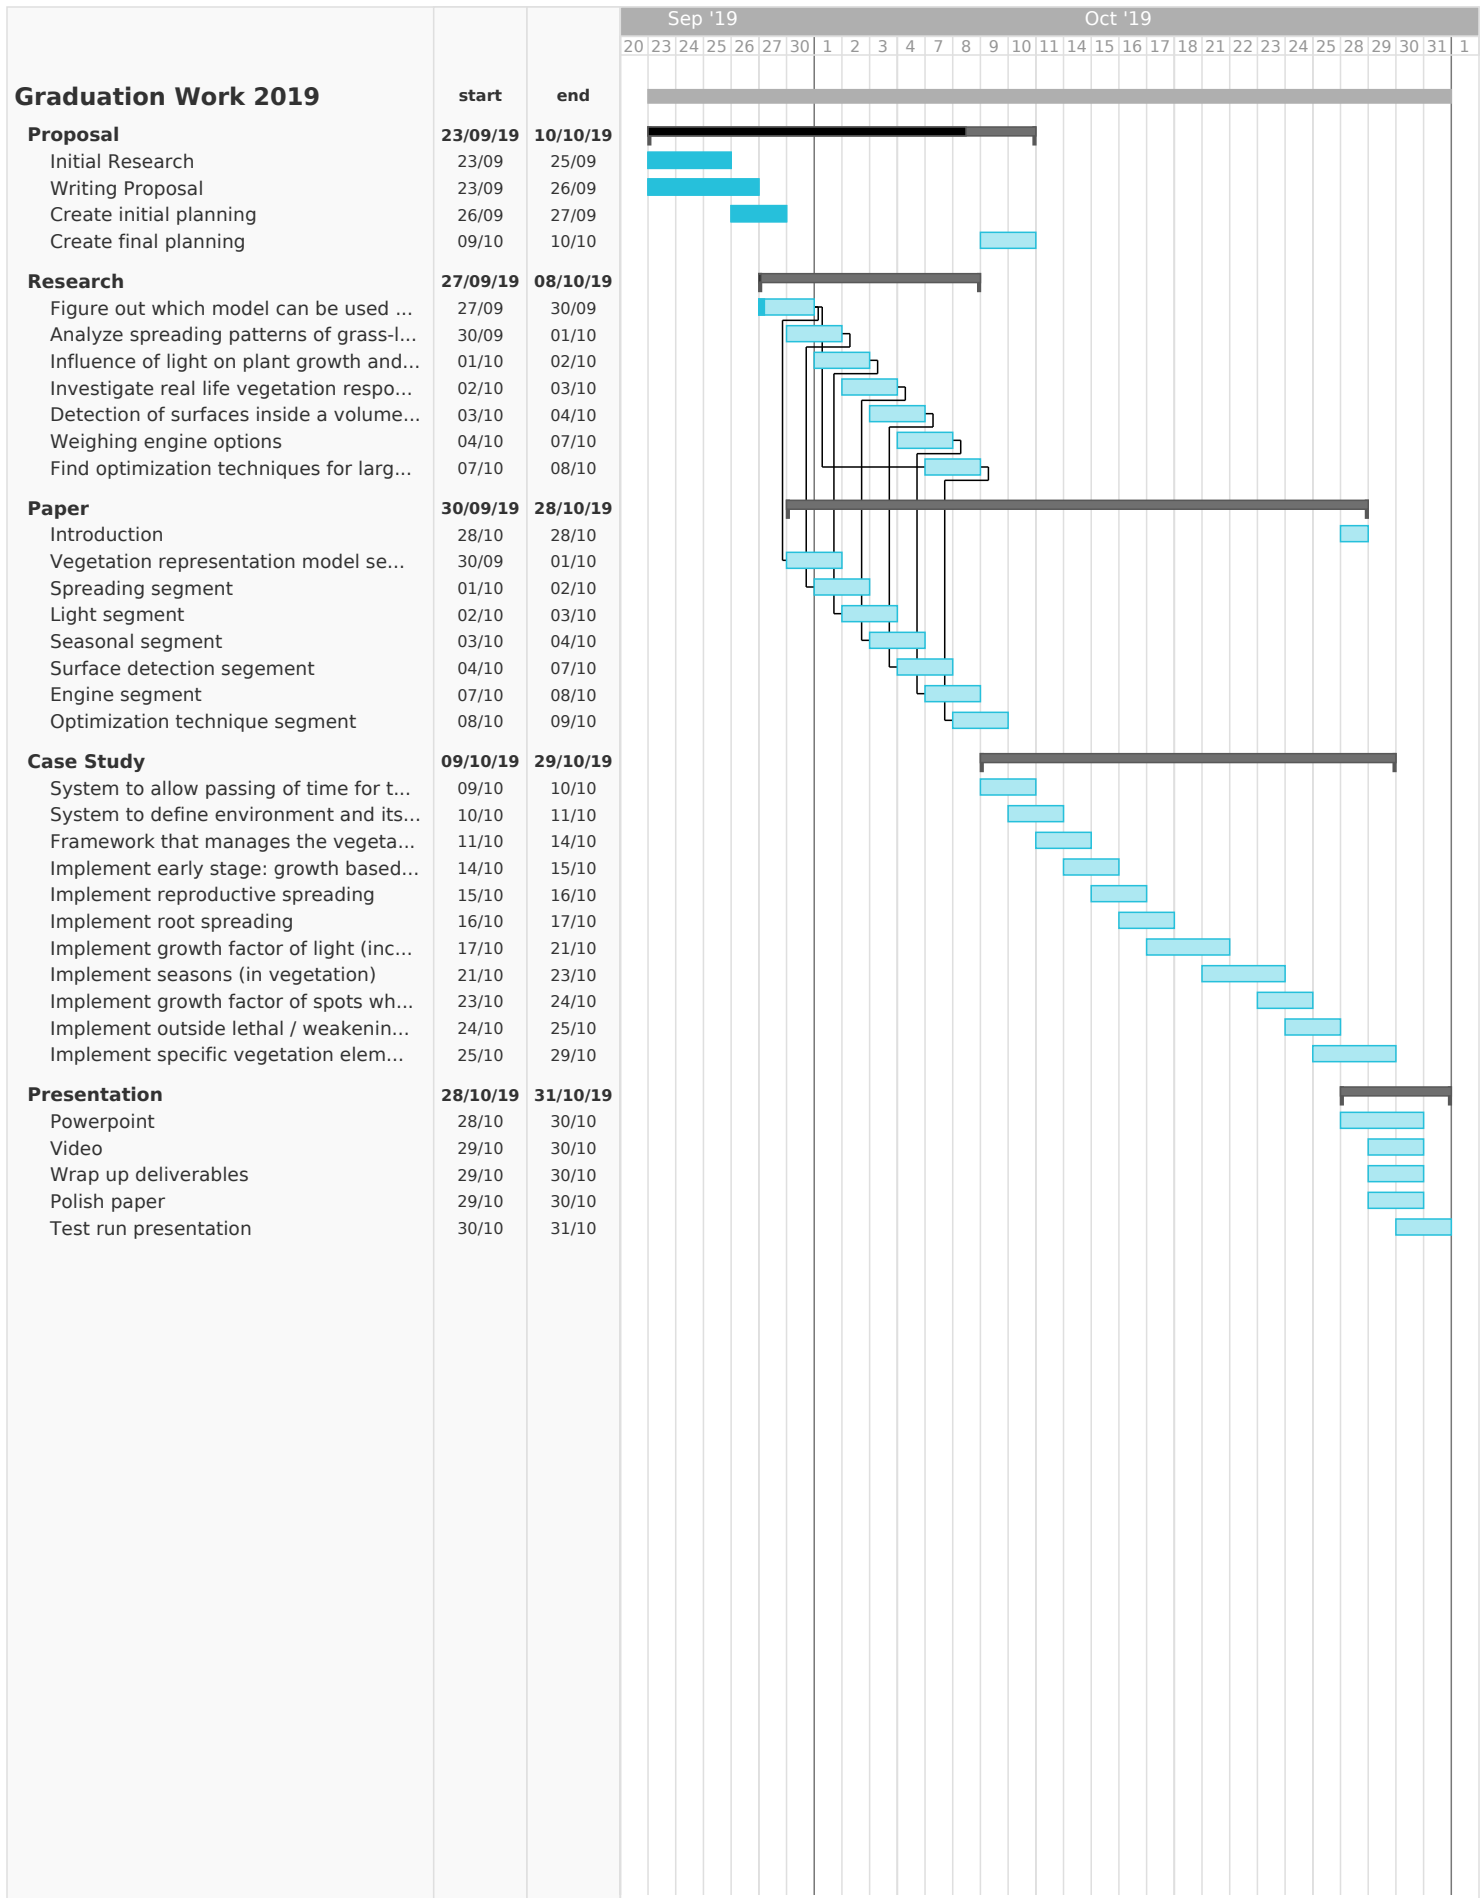 Sep '19 Oct '19
20 23 24 25 26 27 30 1 2 3 4 7 8 9 10 11 14 15 16 17 18 21 22 23 24 25 28 29 30 31 1
Graduation Work 2019 start end
Proposal 23/09/19 10/10/19
Initial Research 23/09 25/09
Writing Proposal 23/09 26/09
Create initial planning 26/09 27/09
Create final planning 09/10 10/10
Research 27/09/19 08/10/19
Figure out which model can be used ... 27/09 30/09
Analyze spreading patterns of grass-l... 30/09 01/10
Influence of light on plant growth and... 01/10 02/10
Investigate real life vegetation respo... 02/10 03/10
Detection of surfaces inside a volume... 03/10 04/10
Weighing engine options 04/10 07/10
Find optimization techniques for larg... 07/10 08/10
Paper 30/09/19 28/10/19
Introduction 28/10 28/10
Vegetation representation model se... 30/09 01/10
Spreading segment 01/10 02/10
Light segment 02/10 03/10
Seasonal segment 03/10 04/10
Surface detection segement 04/10 07/10
Engine segment 07/10 08/10
Optimization technique segment 08/10 09/10
Case Study 09/10/19 29/10/19
System to allow passing of time for t... 09/10 10/10
System to define environment and its... 10/10 11/10
Framework that manages the vegeta... 11/10 14/10
Implement early stage: growth based... 14/10 15/10
Implement reproductive spreading 15/10 16/10
Implement root spreading 16/10 17/10
Implement growth factor of light (inc... 17/10 21/10
Implement seasons (in vegetation) 21/10 23/10
Implement growth factor of spots wh... 23/10 24/10
Implement outside lethal / weakenin... 24/10 25/10
Implement specific vegetation elem... 25/10 29/10
Presentation 28/10/19 31/10/19
Powerpoint 28/10 30/10
Video 29/10 30/10
Wrap up deliverables 29/10 30/10
Polish paper 29/10 30/10
Test run presentation 30/10 31/10